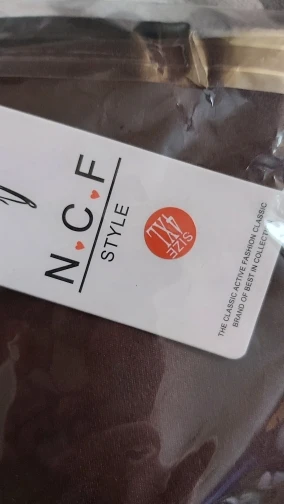 N.C.F
STYLE
SIZE
4XL
THE CLASSIC ACTIVE FASHION CLASSIC
BRAND OF BEST IN COLLECT